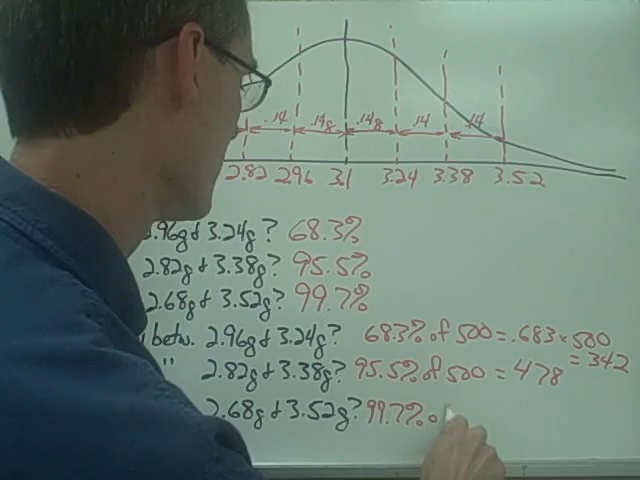 .14 .14g .14g .14 .14
2.82 2.96 3.1 3.24 3.38 3.52
2.96g & 3.24g? 68.3%
2.82g & 3.38g? 95.5%
2.68g & 3.52g? 99.7%
betw. 2.96g & 3.24g? 68.3% of 500 = .683 × 500
= 342
" 2.82g & 3.38g? 95.5% of 500 = 478
2.68g & 3.52g? 99.7% o